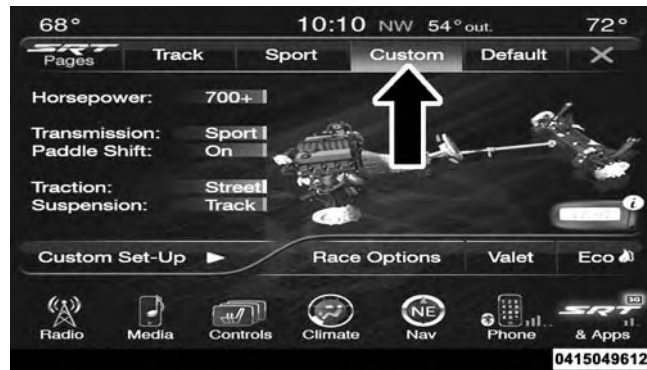 68° 10:10 NW 54° out. 72°
SRT Pages Track Sport Custom Default X
Horsepower: 700+
Transmission: Sport
Paddle Shift: On
Traction: Street
Suspension: Track
i
Custom Set-Up Race Options Valet Eco
NE 3G SRT
Radio Media Controls Climate Nav Phone & Apps
0415049612